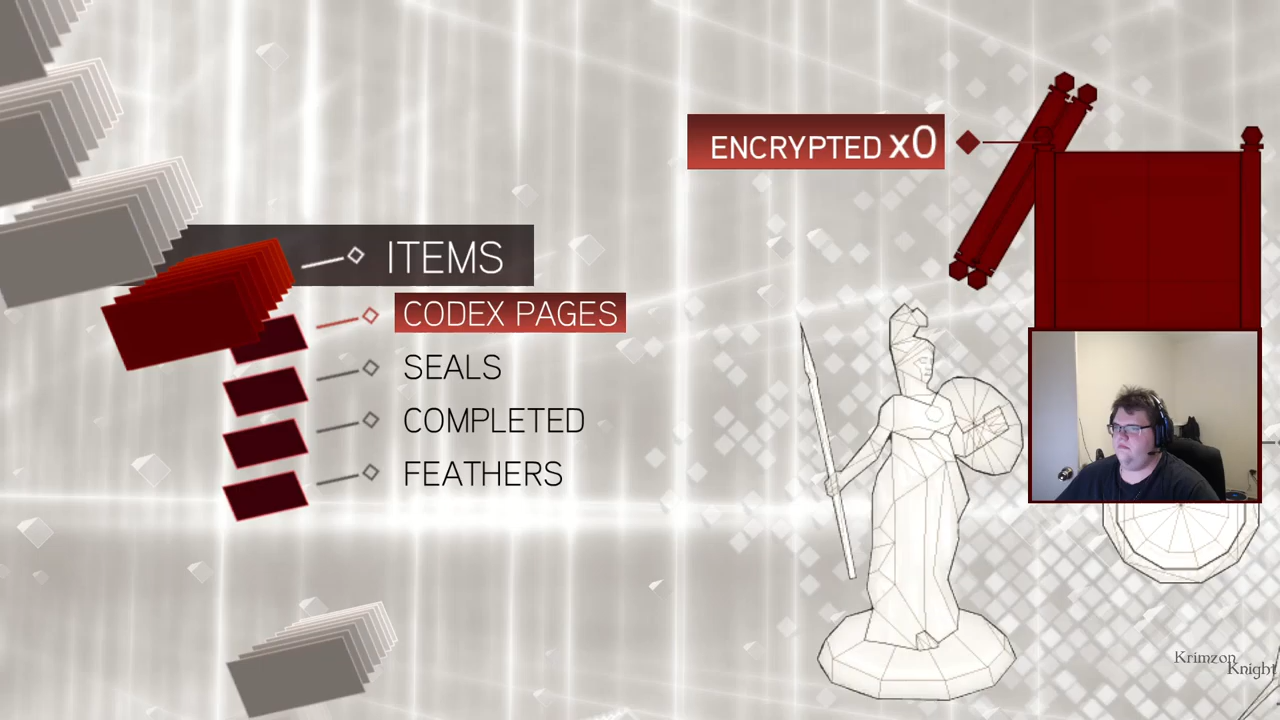 ENCRYPTED x0
ITEMS
CODEX PAGES
SEALS
COMPLETED
FEATHERS
Krimzon
Knight